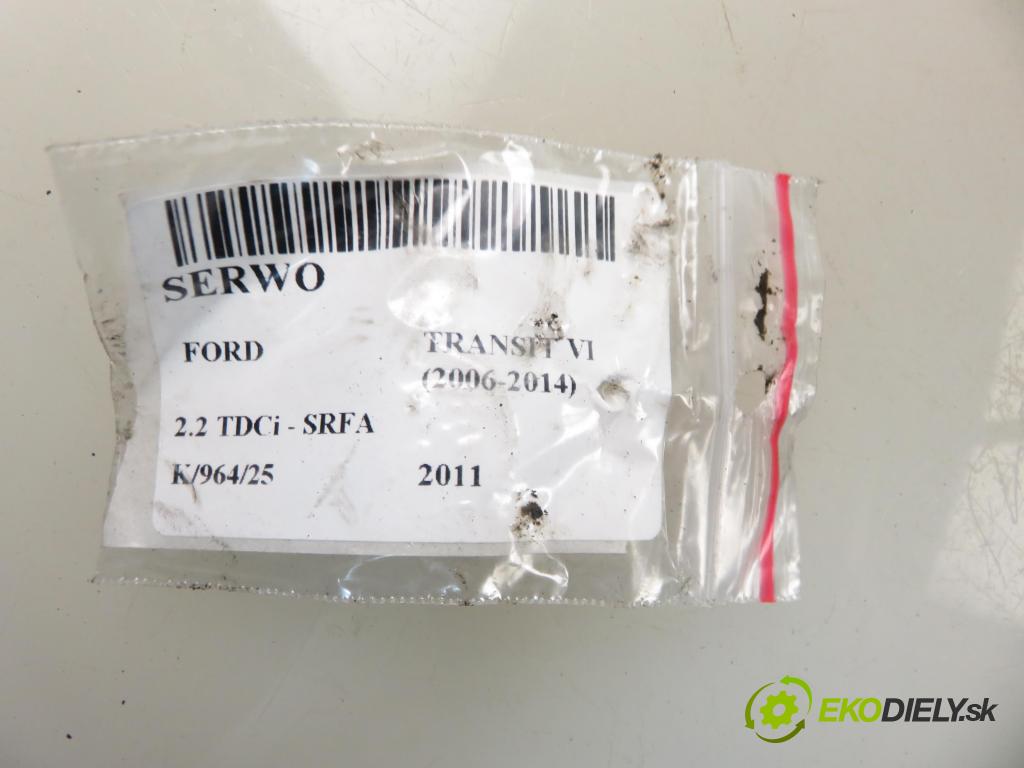 SERWO
FORD TRANSIT VI
(2006-2014)
2.2 TDCi - SRFA
K/964/25 2011
EKODIELY.sk